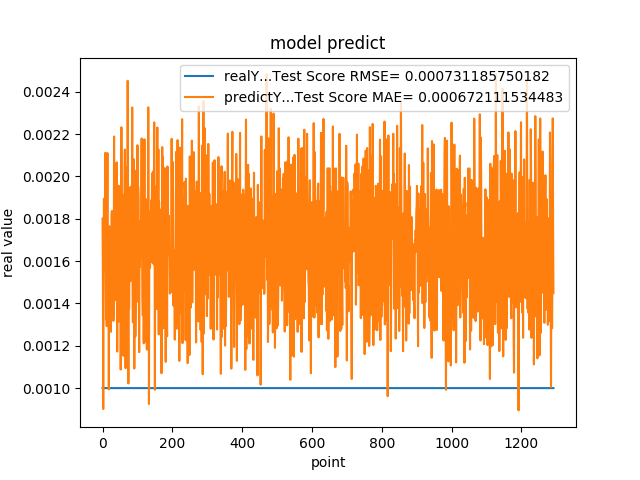 model predict
realY...Test Score RMSE= 0.000731185750182
predictY...Test Score MAE= 0.000672111534483
0.0024
0.0022
0.0020
0.0018
0.0016
0.0014
0.0012
0.0010
real value
0 200 400 600 800 1000 1200
point